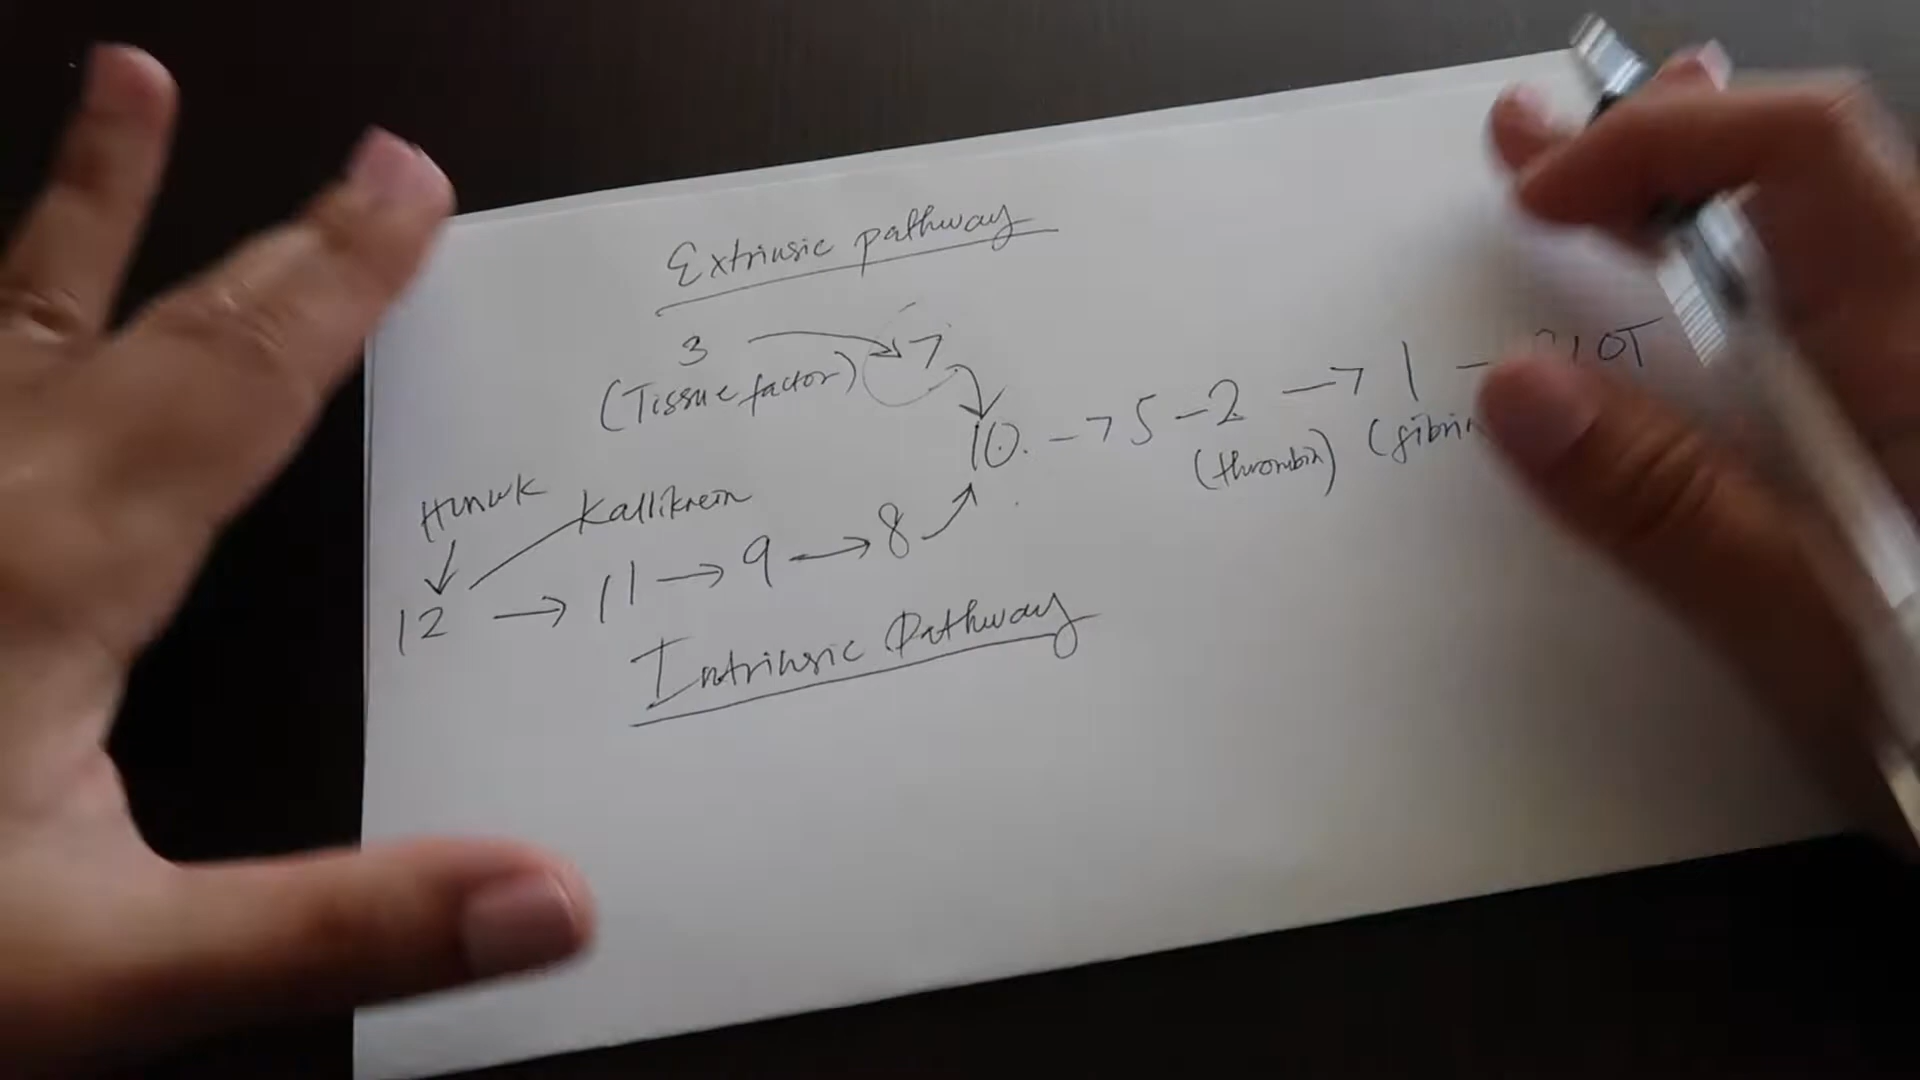 Extrinsic pathway
3 → 7
(Tissue factor)
10. → 5 - 2 → 1 -
(thrombin)
HMWK
Kallikrein
12 → 11 → 9 → 8
Intrinsic Pathway